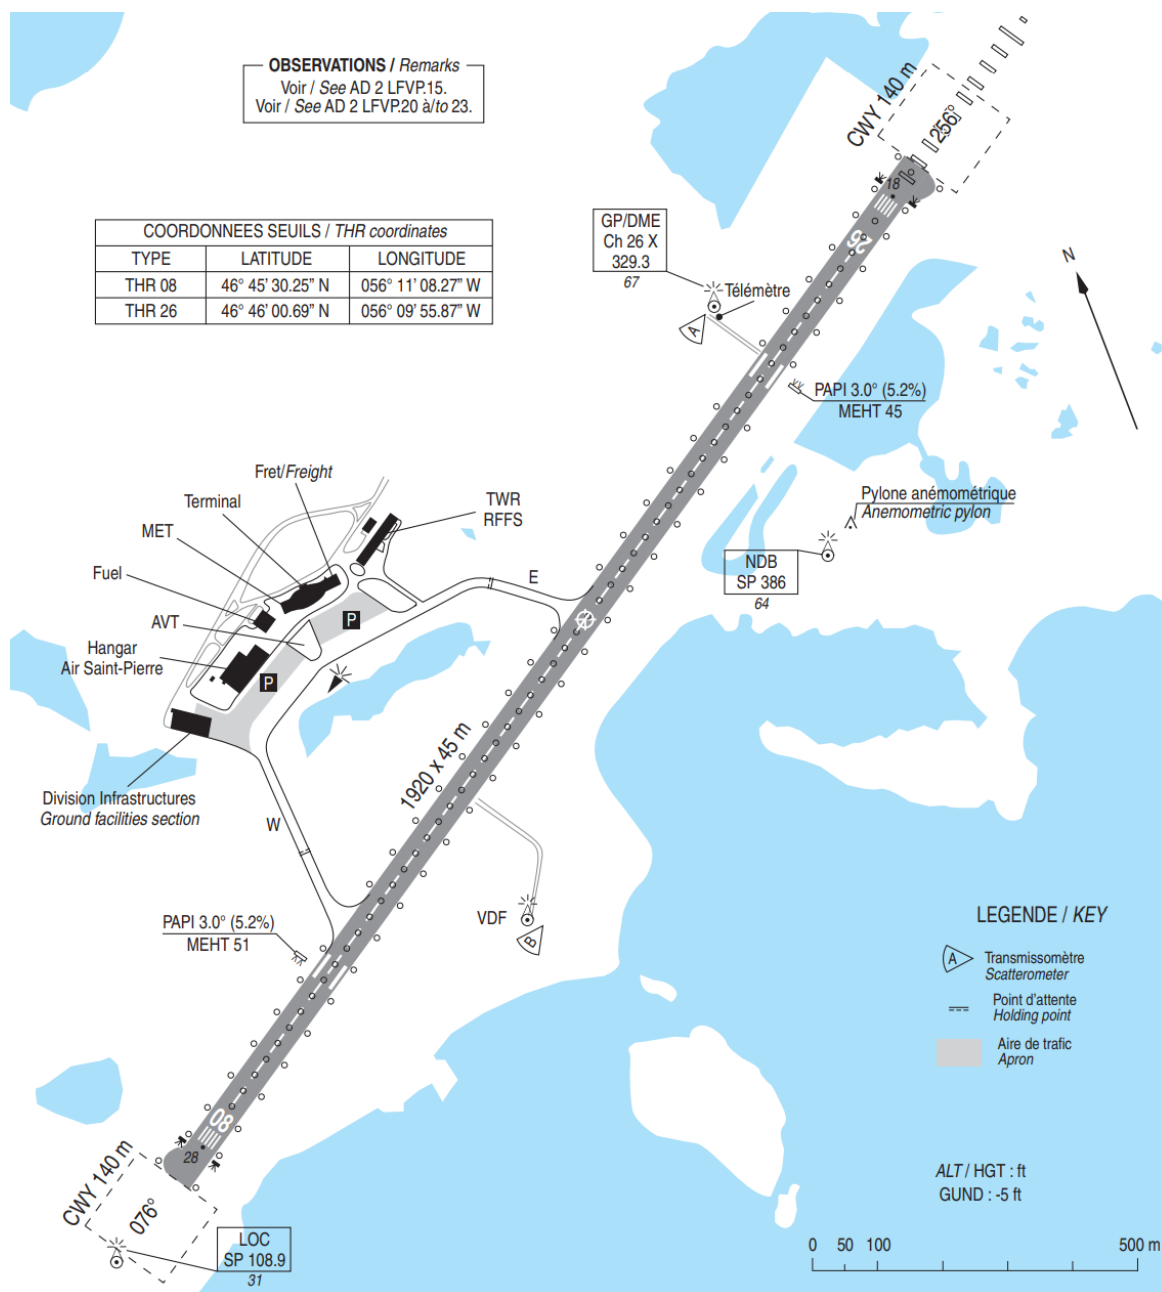 OBSERVATIONS / Remarks
Voir / See AD 2 LFVP.15.
Voir / See AD 2 LFVP.20 à/to 23.
CWY 140 m
256°
18
26
COORDONNEES SEUILS / THR coordinates
TYPE LATITUDE LONGITUDE
THR 08 46° 45' 30.25” N 056° 11' 08.27” W
THR 26 46° 46' 00.69” N 056° 09' 55.87” W
GP/DME
Ch 26 X
329.3
67
Télémètre
A
N
PAPI 3.0° (5.2%)
MEHT 45
Fret/Freight
Terminal
TWR
RFFS
MET
Fuel
AVT
Hangar
Air Saint-Pierre
P
P
E
Pylone anémométrique
Anemometric pylon
NDB
SP 386
64
1920 x 45 m
Division Infrastructures
Ground facilities section
W
PAPI 3.0° (5.2%)
MEHT 51
VDF
B
LEGENDE / KEY
A Transmissomètre
Scatterometer
Point d'attente
Holding point
Aire de trafic
Apron
08
28
CWY 140 m
076°
LOC
SP 108.9
31
ALT / HGT : ft
GUND : -5 ft
0 50 100 500 m